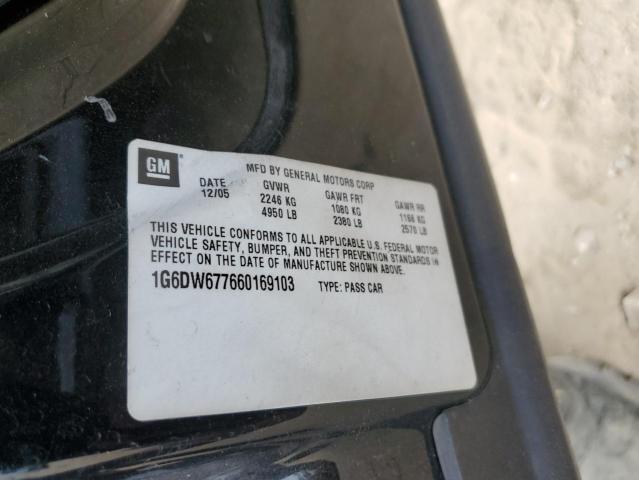 GM
MFD BY GENERAL MOTORS CORP
DATE GVWR GAWR FRT GAWR RR
12/05 2246 KG 1080 KG 1166 KG
4950 LB 2380 LB 2570 LB
THIS VEHICLE CONFORMS TO ALL APPLICABLE U.S. FEDERAL MOTOR
VEHICLE SAFETY, BUMPER, AND THEFT PREVENTION STANDARDS IN
EFFECT ON THE DATE OF MANUFACTURE SHOWN ABOVE.
1G6DW677660169103 TYPE: PASS CAR